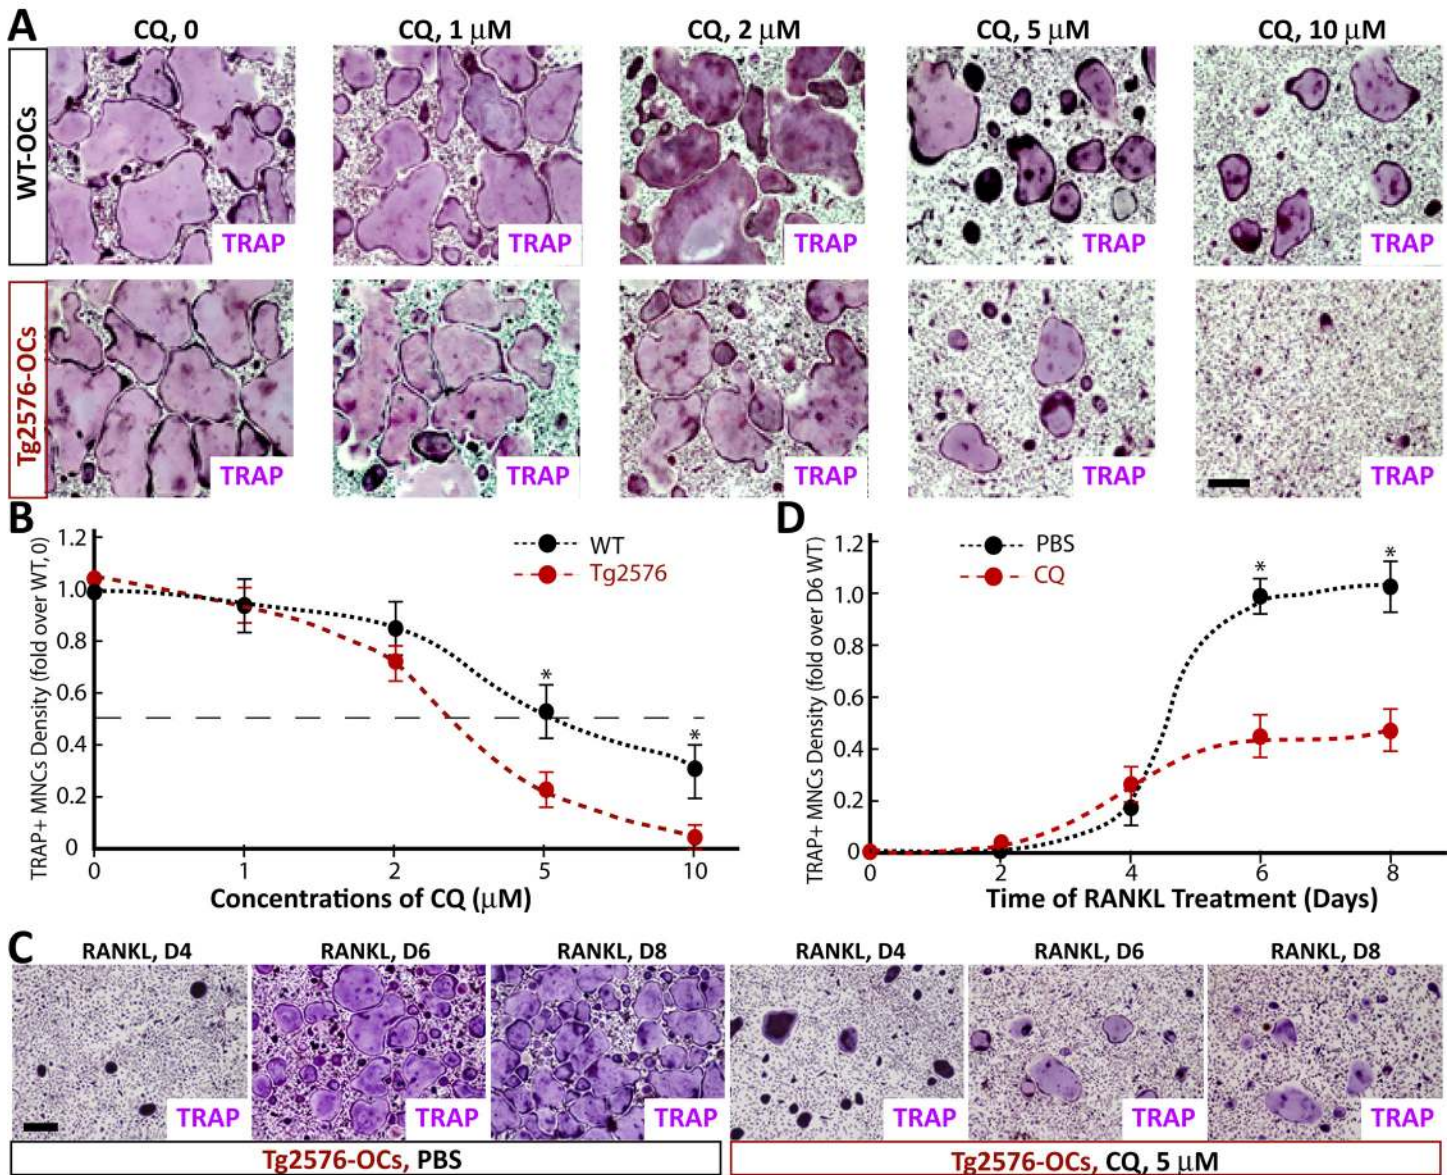 A
CQ, 0
CQ, 1 μM
CQ, 2 μM
CQ, 5 μM
CQ, 10 μM
WT-OCs
TRAP
TRAP
TRAP
TRAP
TRAP
Tg2576-OCs
TRAP
TRAP
TRAP
TRAP
TRAP
B
TRAP+ MNCs Density (fold over WT, 0)
1.2
1.0
0.8
0.6
0.4
0.2
0
WT
Tg2576
*
*
0
1
2
5
10
Concentrations of CQ (μM)
D
TRAP+ MNCs Density (fold over D6 WT)
1.2
1.0
0.8
0.6
0.4
0.2
0
PBS
CQ
*
*
0
2
4
6
8
Time of RANKL Treatment (Days)
C
RANKL, D4
RANKL, D6
RANKL, D8
RANKL, D4
RANKL, D6
RANKL, D8
TRAP
TRAP
TRAP
TRAP
TRAP
TRAP
Tg2576-OCs, PBS
Tg2576-OCs, CQ, 5 μM